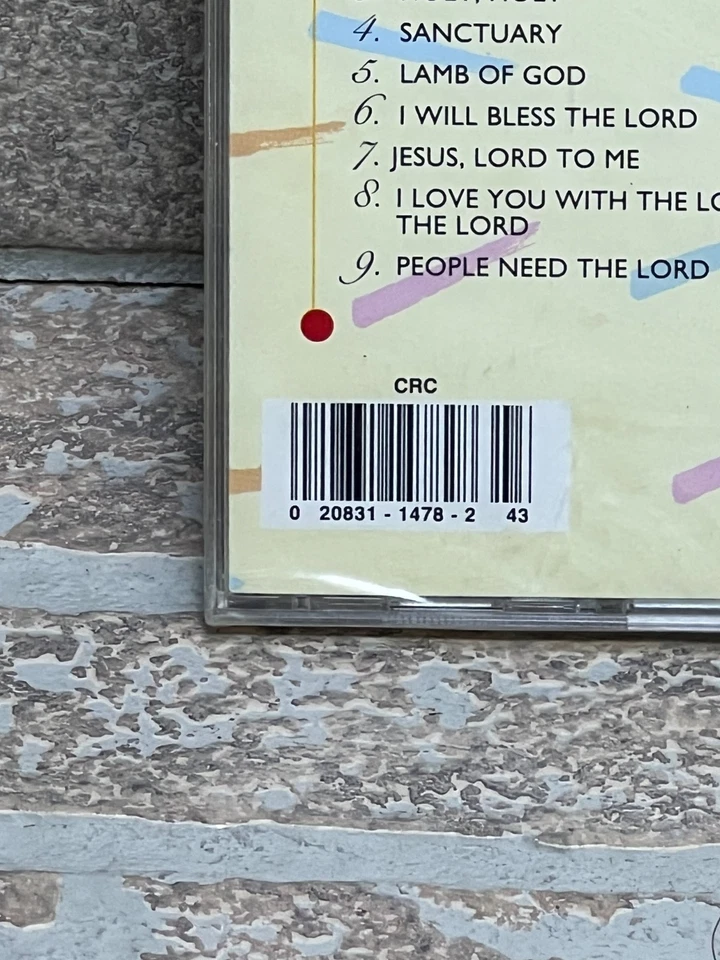 4. SANCTUARY
5. LAMB OF GOD
6. I WILL BLESS THE LORD
7. JESUS, LORD TO ME
8. I LOVE YOU WITH THE
THE LORD
9. PEOPLE NEED THE LORD
CRC
0 20831 - 1478 - 2 43